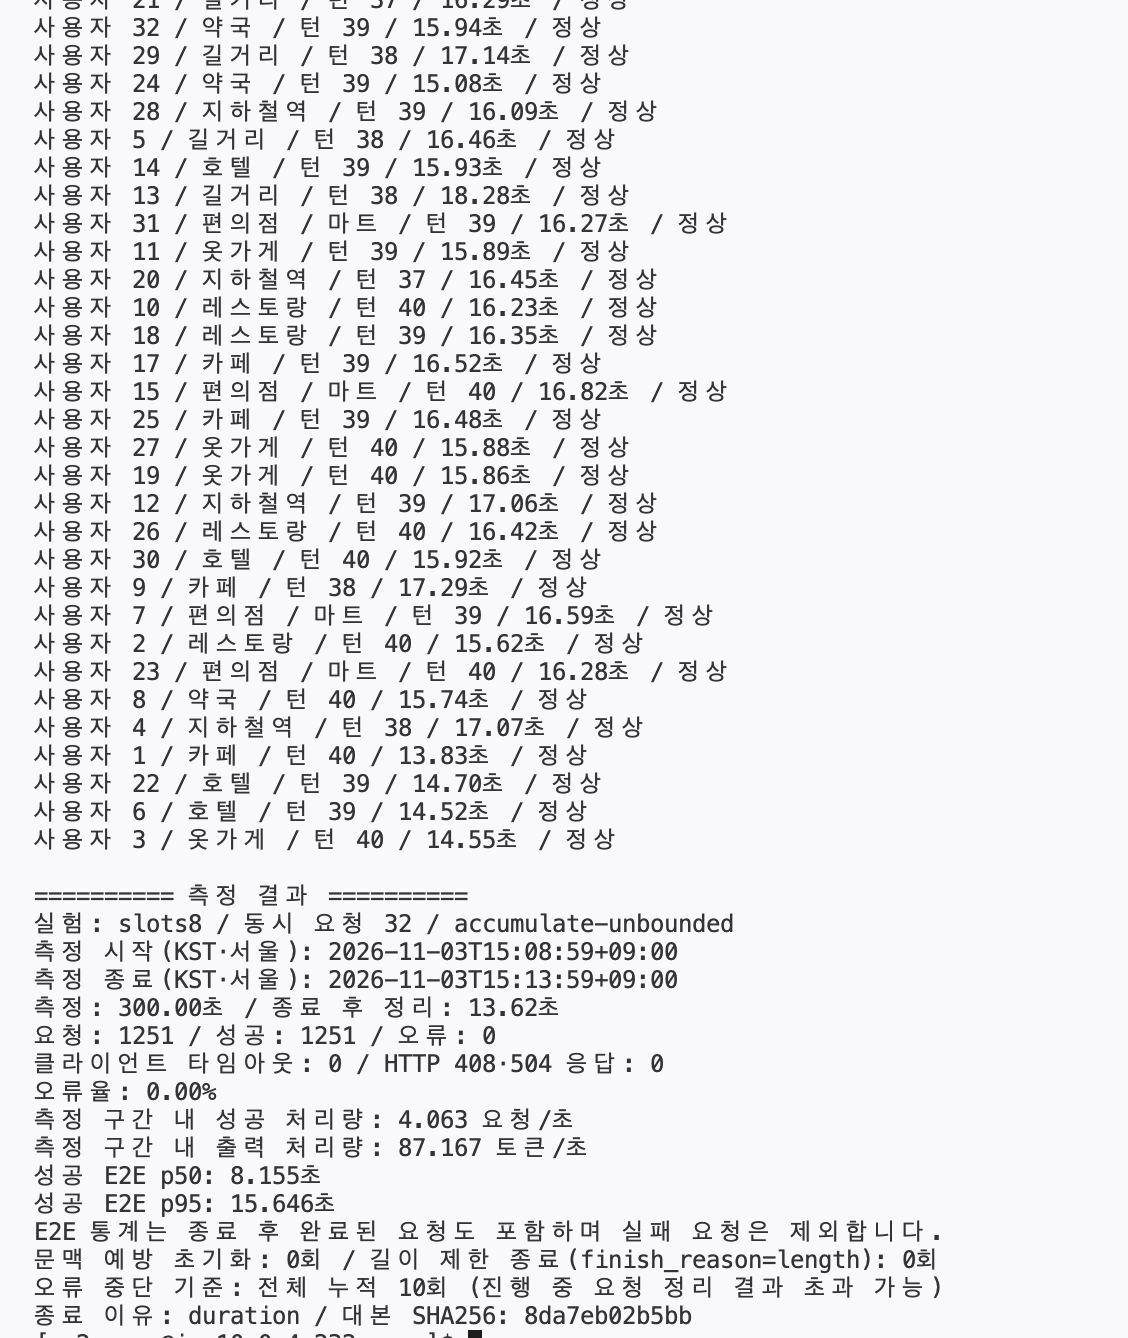 사용자 21 / 길거리 / 턴 37 / 16.29초 / 정상
사용자 32 / 약국 / 턴 39 / 15.94초 / 정상
사용자 29 / 길거리 / 턴 38 / 17.14초 / 정상
사용자 24 / 약국 / 턴 39 / 15.08초 / 정상
사용자 28 / 지하철역 / 턴 39 / 16.09초 / 정상
사용자 5 / 길거리 / 턴 38 / 16.46초 / 정상
사용자 14 / 호텔 / 턴 39 / 15.93초 / 정상
사용자 13 / 길거리 / 턴 38 / 18.28초 / 정상
사용자 31 / 편의점 / 마트 / 턴 39 / 16.27초 / 정상
사용자 11 / 옷가게 / 턴 39 / 15.89초 / 정상
사용자 20 / 지하철역 / 턴 37 / 16.45초 / 정상
사용자 10 / 레스토랑 / 턴 40 / 16.23초 / 정상
사용자 18 / 레스토랑 / 턴 39 / 16.35초 / 정상
사용자 17 / 카페 / 턴 39 / 16.52초 / 정상
사용자 15 / 편의점 / 마트 / 턴 40 / 16.82초 / 정상
사용자 25 / 카페 / 턴 39 / 16.48초 / 정상
사용자 27 / 옷가게 / 턴 40 / 15.88초 / 정상
사용자 19 / 옷가게 / 턴 40 / 15.86초 / 정상
사용자 12 / 지하철역 / 턴 39 / 17.06초 / 정상
사용자 26 / 레스토랑 / 턴 40 / 16.42초 / 정상
사용자 30 / 호텔 / 턴 40 / 15.92초 / 정상
사용자 9 / 카페 / 턴 38 / 17.29초 / 정상
사용자 7 / 편의점 / 마트 / 턴 39 / 16.59초 / 정상
사용자 2 / 레스토랑 / 턴 40 / 15.62초 / 정상
사용자 23 / 편의점 / 마트 / 턴 40 / 16.28초 / 정상
사용자 8 / 약국 / 턴 40 / 15.74초 / 정상
사용자 4 / 지하철역 / 턴 38 / 17.07초 / 정상
사용자 1 / 카페 / 턴 40 / 13.83초 / 정상
사용자 22 / 호텔 / 턴 39 / 14.70초 / 정상
사용자 6 / 호텔 / 턴 39 / 14.52초 / 정상
사용자 3 / 옷가게 / 턴 40 / 14.55초 / 정상
========== 측정 결과 ==========
실험: slots8 / 동시 요청 32 / accumulate-unbounded
측정 시작(KST·서울): 2026-11-03T15:08:59+09:00
측정 종료(KST·서울): 2026-11-03T15:13:59+09:00
측정: 300.00초 / 종료 후 정리: 13.62초
요청: 1251 / 성공: 1251 / 오류: 0
클라이언트 타임아웃: 0 / HTTP 408·504 응답: 0
오류율: 0.00%
측정 구간 내 성공 처리량: 4.063 요청/초
측정 구간 내 출력 처리량: 87.167 토큰/초
성공 E2E p50: 8.155초
성공 E2E p95: 15.646초
E2E 통계는 종료 후 완료된 요청도 포함하며 실패 요청은 제외합니다.
문맥 예방 초기화: 0회 / 길이 제한 종료(finish_reason=length): 0회
오류 중단 기준: 전체 누적 10회 (진행 중 요청 정리 결과 초과 가능)
종료 이유: duration / 대본 SHA256: 8da7eb02b5bb